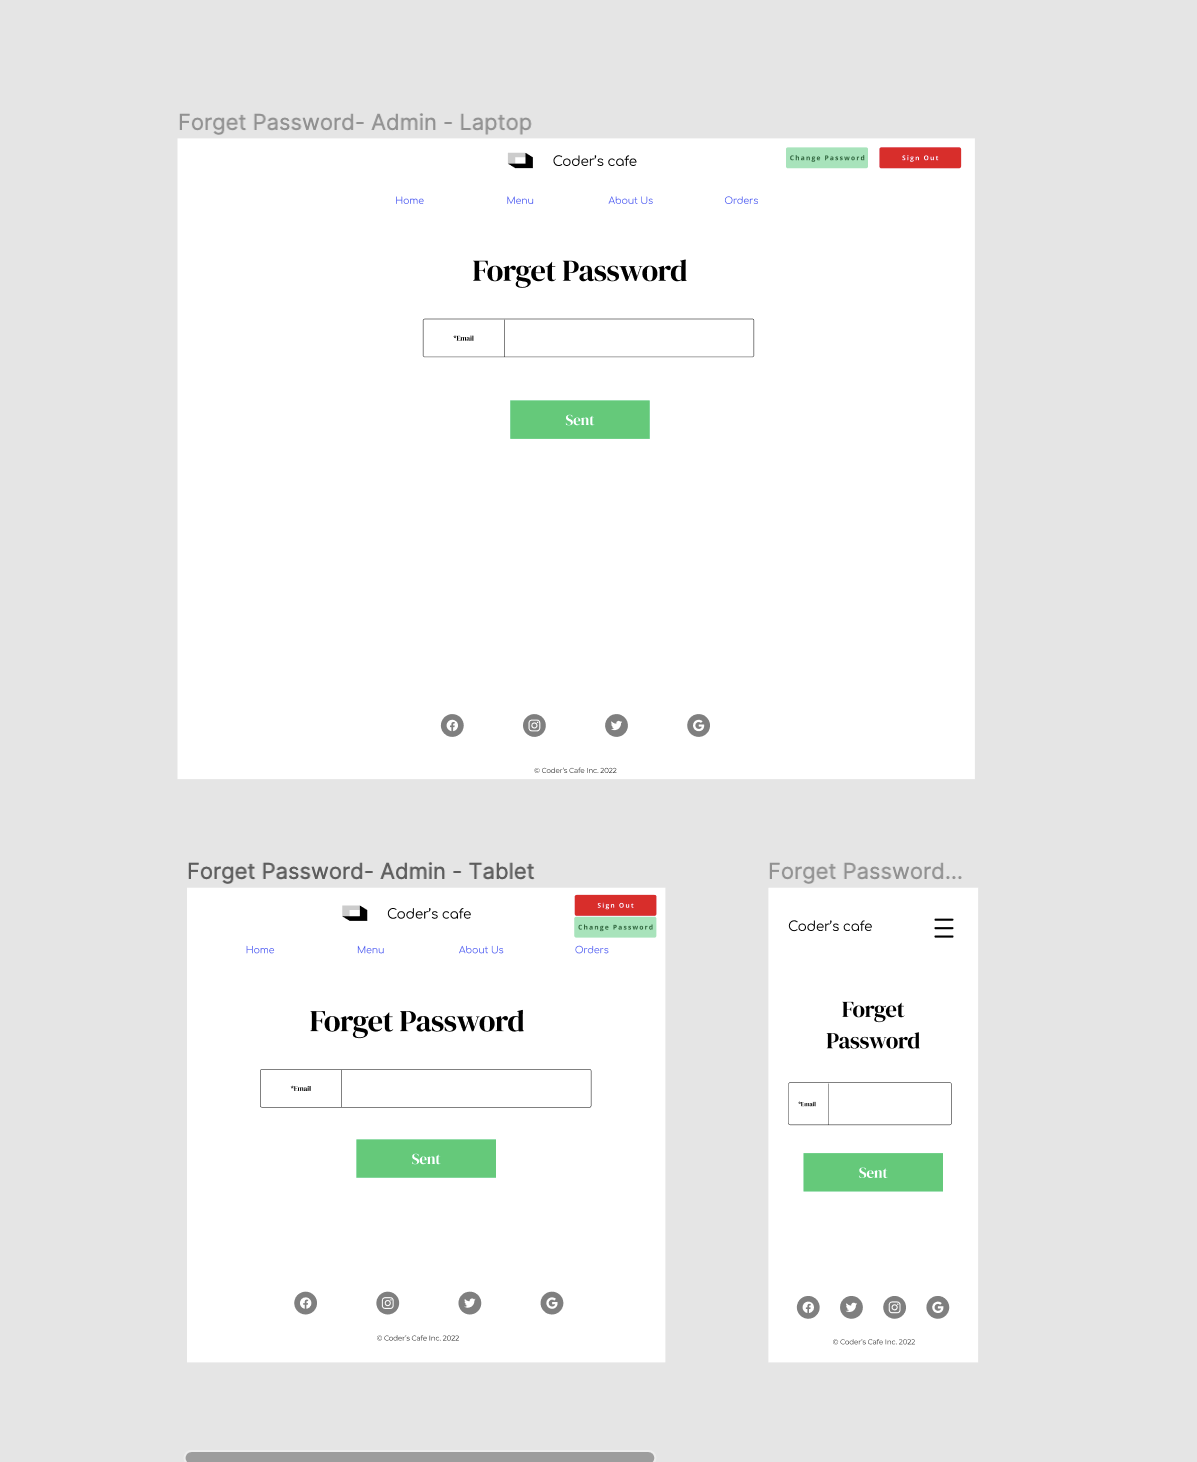 Forget Password- Admin - Laptop
Coder's cafe
Change Password
Sign Out
Home
Menu
About Us
Orders
Forget Password
*Email
Sent
© Coder's Cafe Inc. 2022
Forget Password- Admin - Tablet
Coder's cafe
Sign Out
Change Password
Home
Menu
About Us
Orders
Forget Password
*Email
Sent
© Coder's Cafe Inc. 2022
Forget Password...
Coder's cafe
Forget
Password
*Email
Sent
© Coder's Cafe Inc. 2022